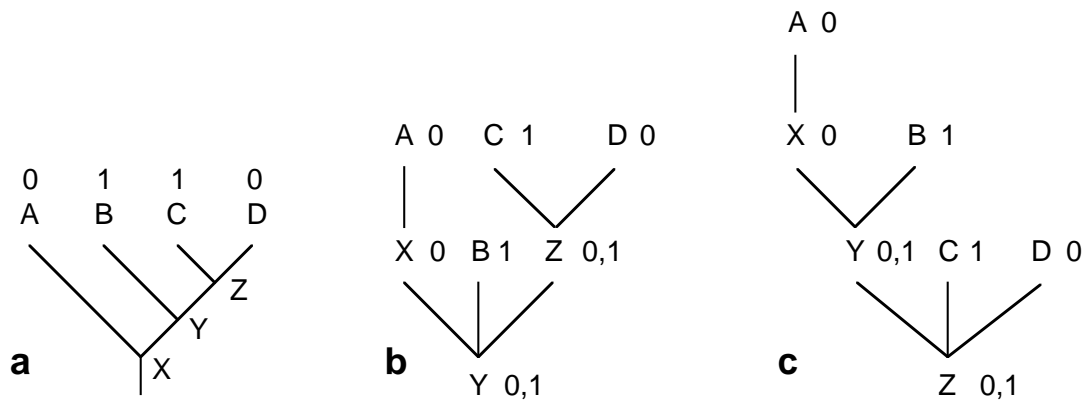 0 1 1 0
A B C D
Z
Y
X
a
A 0 C 1 D 0
X 0 B 1 Z 0,1
Y 0,1
b
A 0
X 0 B 1
Y 0,1 C 1 D 0
Z 0,1
c